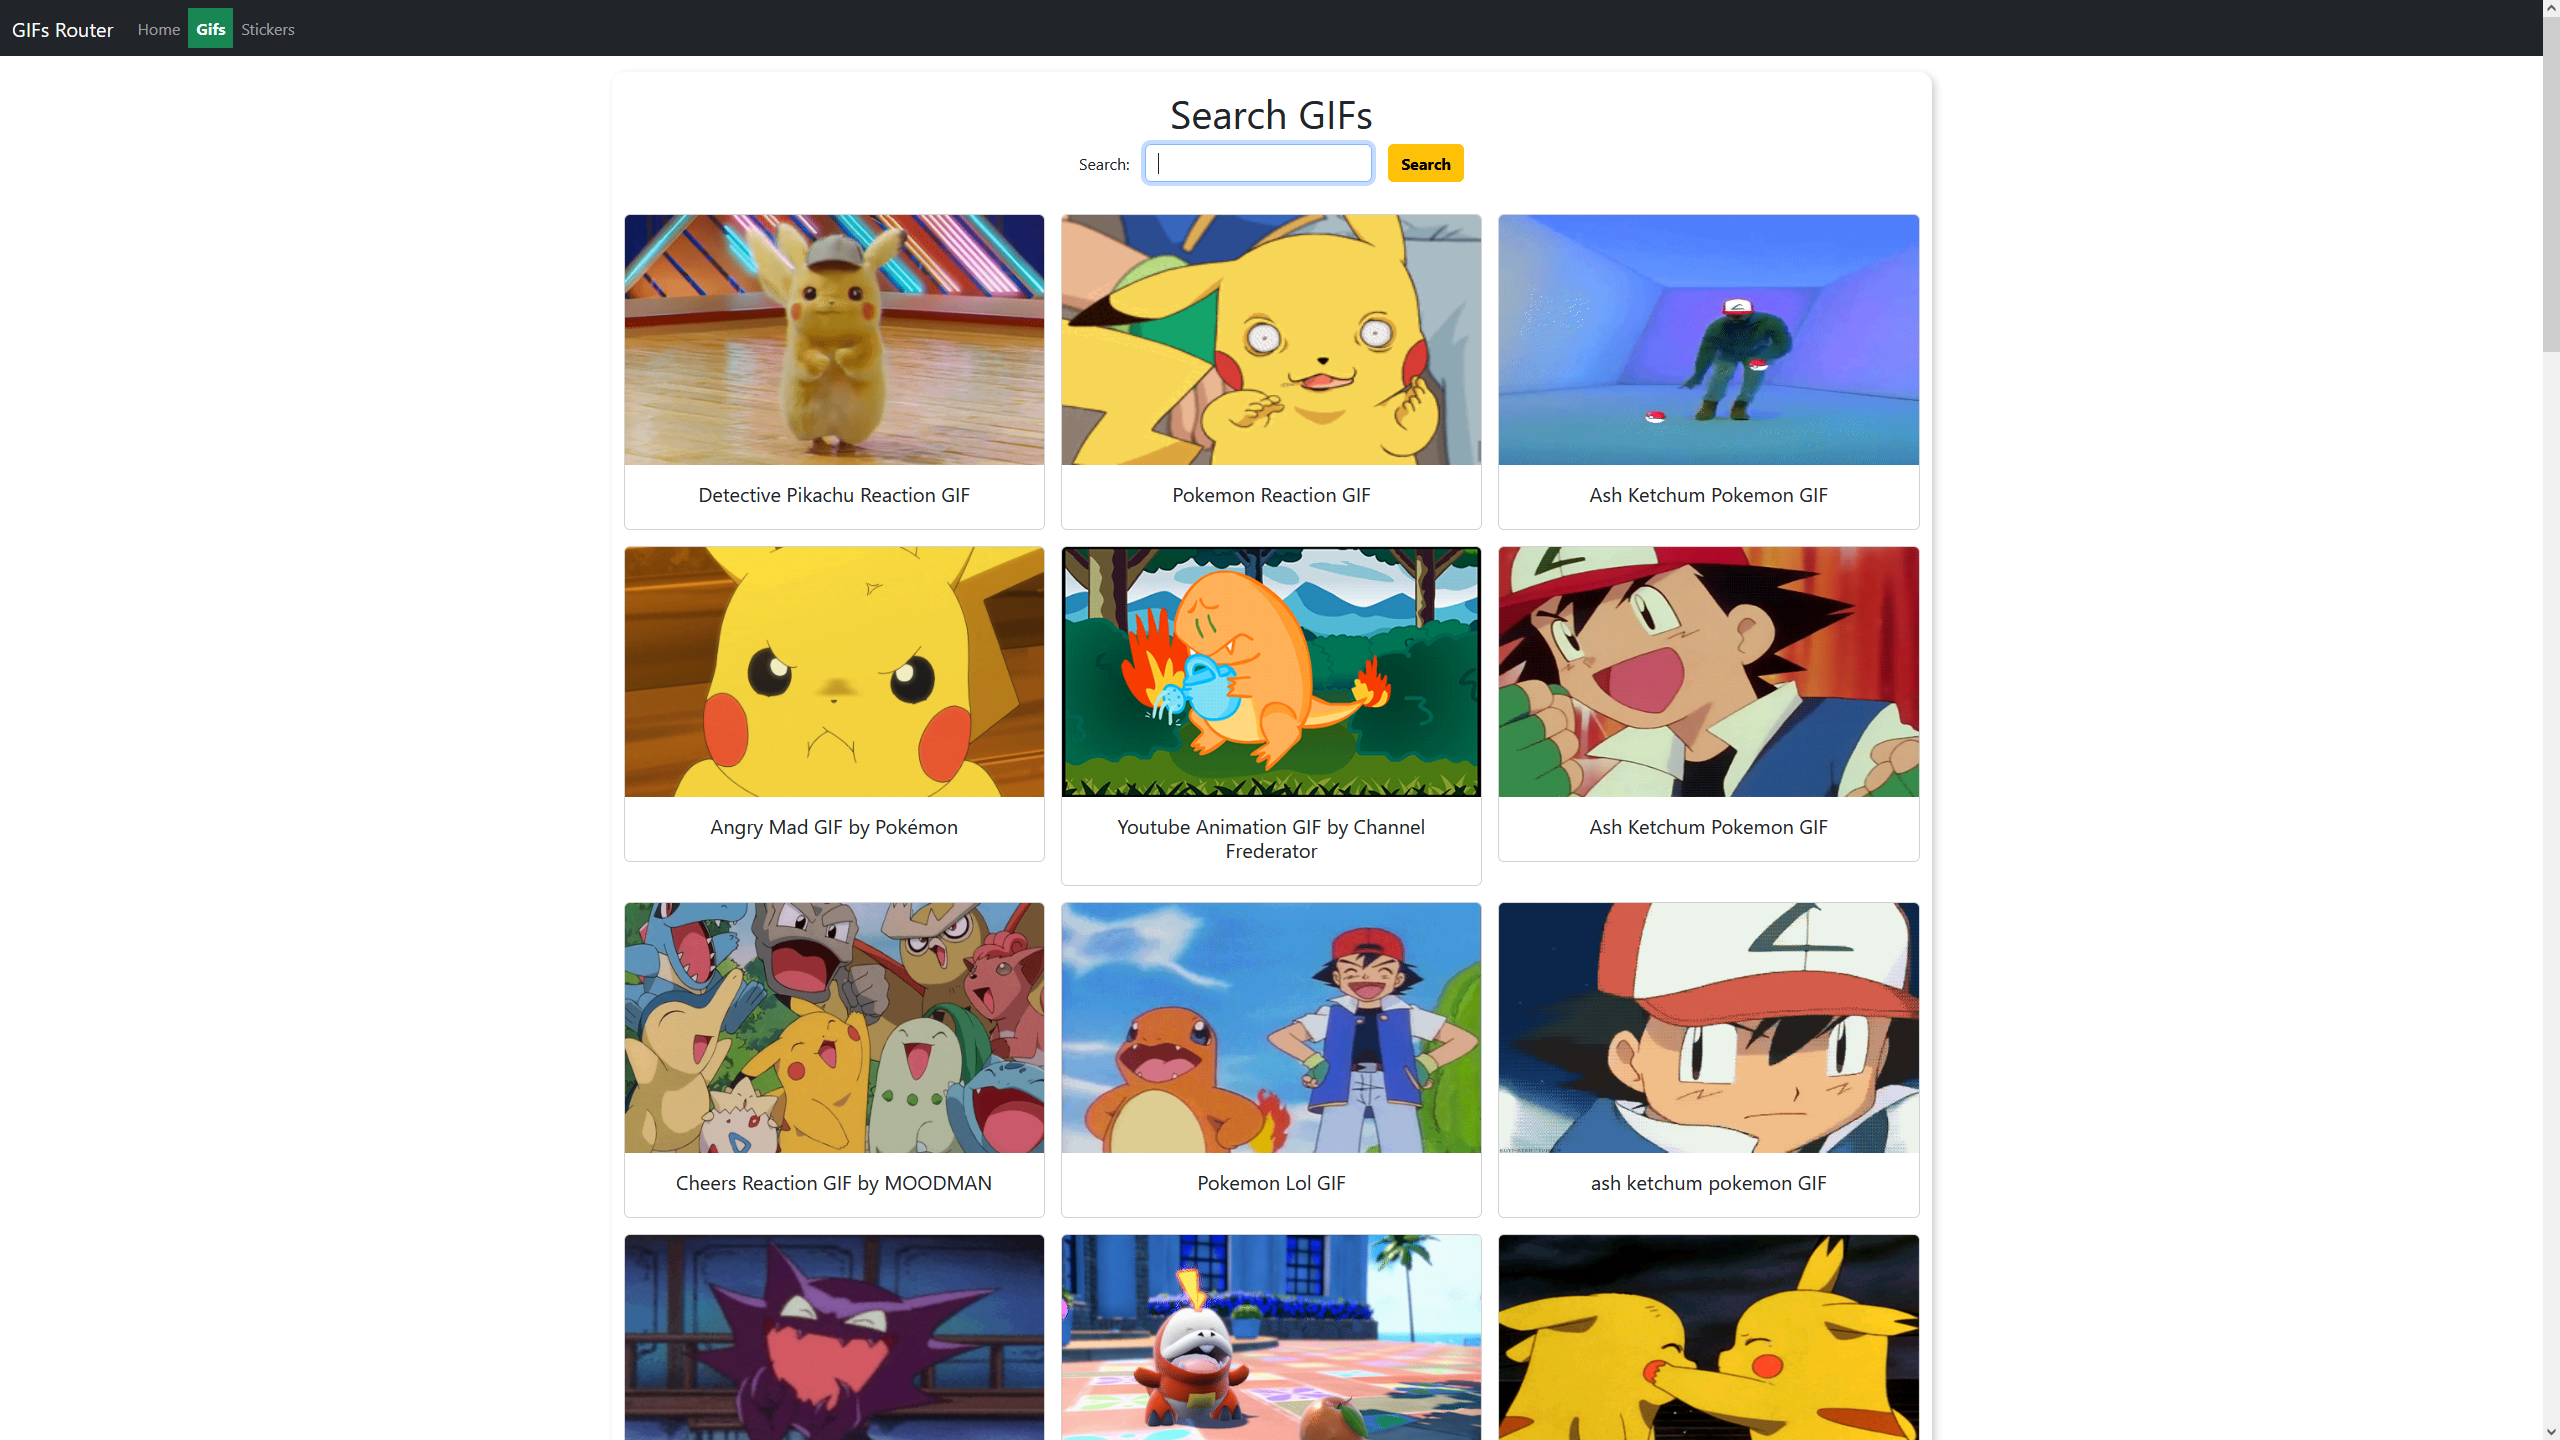 GIFs Router Home Gifs Stickers
Search GIFs
Search: Search
Detective Pikachu Reaction GIF
Pokemon Reaction GIF
Ash Ketchum Pokemon GIF
Angry Mad GIF by Pokémon
Youtube Animation GIF by Channel
Frederator
Ash Ketchum Pokemon GIF
Cheers Reaction GIF by MOODMAN
Pokemon Lol GIF
ash ketchum pokemon GIF